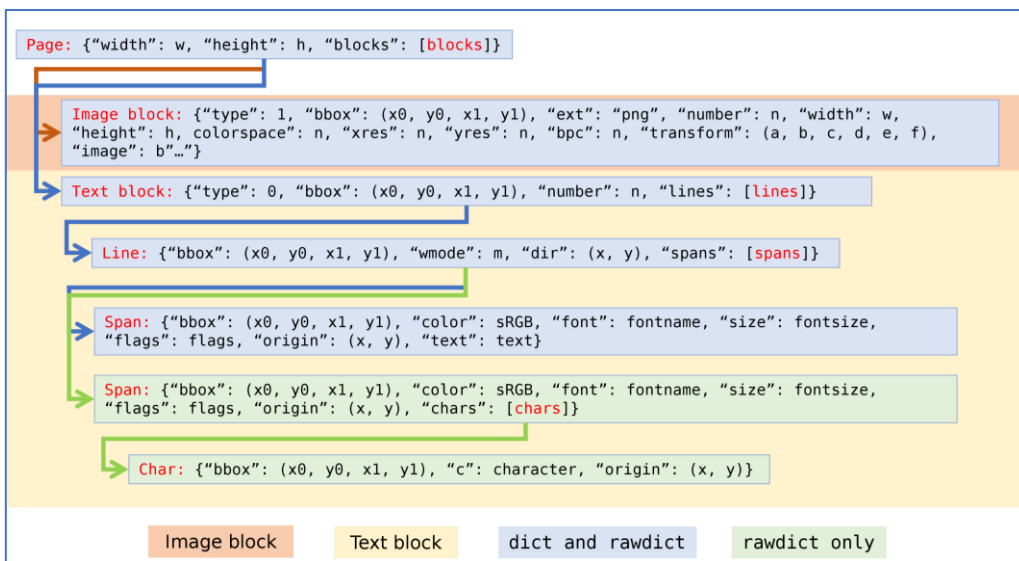 Page: {“width”: w, “height”: h, “blocks”: [blocks]}
Image block: {“type”: 1, “bbox”: (x0, y0, x1, y1), “ext”: “png”, “number”: n, “width”: w,
“height”: h, colorspace”: n, “xres”: n, “yres”: n, “bpc”: n, “transform”: (a, b, c, d, e, f),
“image”: b”…”}
Text block: {“type”: 0, “bbox”: (x0, y0, x1, y1), “number”: n, “lines”: [lines]}
Line: {“bbox”: (x0, y0, x1, y1), “wmode”: m, “dir”: (x, y), “spans”: [spans]}
Span: {“bbox”: (x0, y0, x1, y1), “color”: sRGB, “font”: fontname, “size”: fontsize,
“flags”: flags, “origin”: (x, y), “text”: text}
Span: {“bbox”: (x0, y0, x1, y1), “color”: sRGB, “font”: fontname, “size”: fontsize,
“flags”: flags, “origin”: (x, y), “chars”: [chars]}
Char: {“bbox”: (x0, y0, x1, y1), “c”: character, “origin”: (x, y)}
Image block Text block dict and rawdict rawdict only